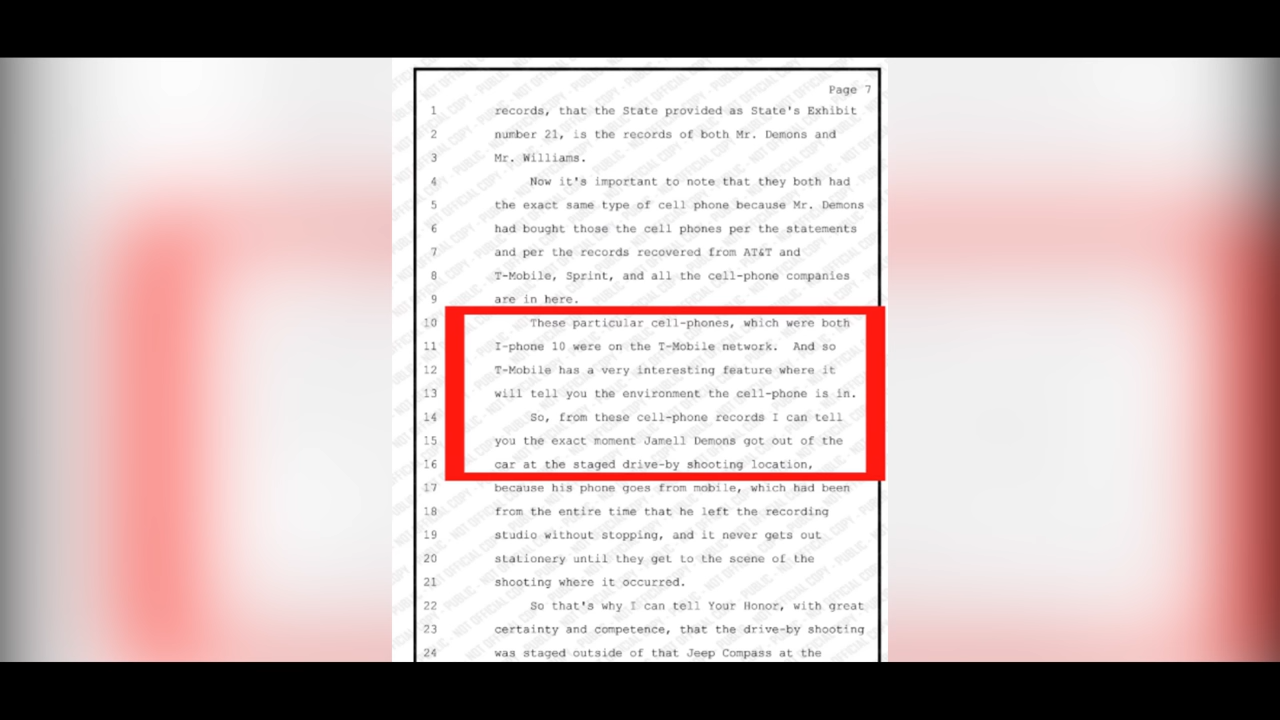 Page 7
1 records, that the State provided as State's Exhibit
2 number 21, is the records of both Mr. Demons and
3 Mr. Williams.
4 Now it's important to note that they both had
5 the exact same type of cell phone because Mr. Demons
6 had bought those the cell phones per the statements
7 and per the records recovered from AT&T and
8 T-Mobile, Sprint, and all the cell-phone companies
9 are in here.
10 These particular cell-phones, which were both
11 I-phone 10 were on the T-Mobile network. And so
12 T-Mobile has a very interesting feature where it
13 will tell you the environment the cell-phone is in.
14 So, from these cell-phone records I can tell
15 you the exact moment Jamell Demons got out of the
16 car at the staged drive-by shooting location,
17 because his phone goes from mobile, which had been
18 from the entire time that he left the recording
19 studio without stopping, and it never gets out
20 stationery until they get to the scene of the
21 shooting where it occurred.
22 So that's why I can tell Your Honor, with great
23 certainty and competence, that the drive-by shooting
24 was staged outside of that Jeep Compass at the